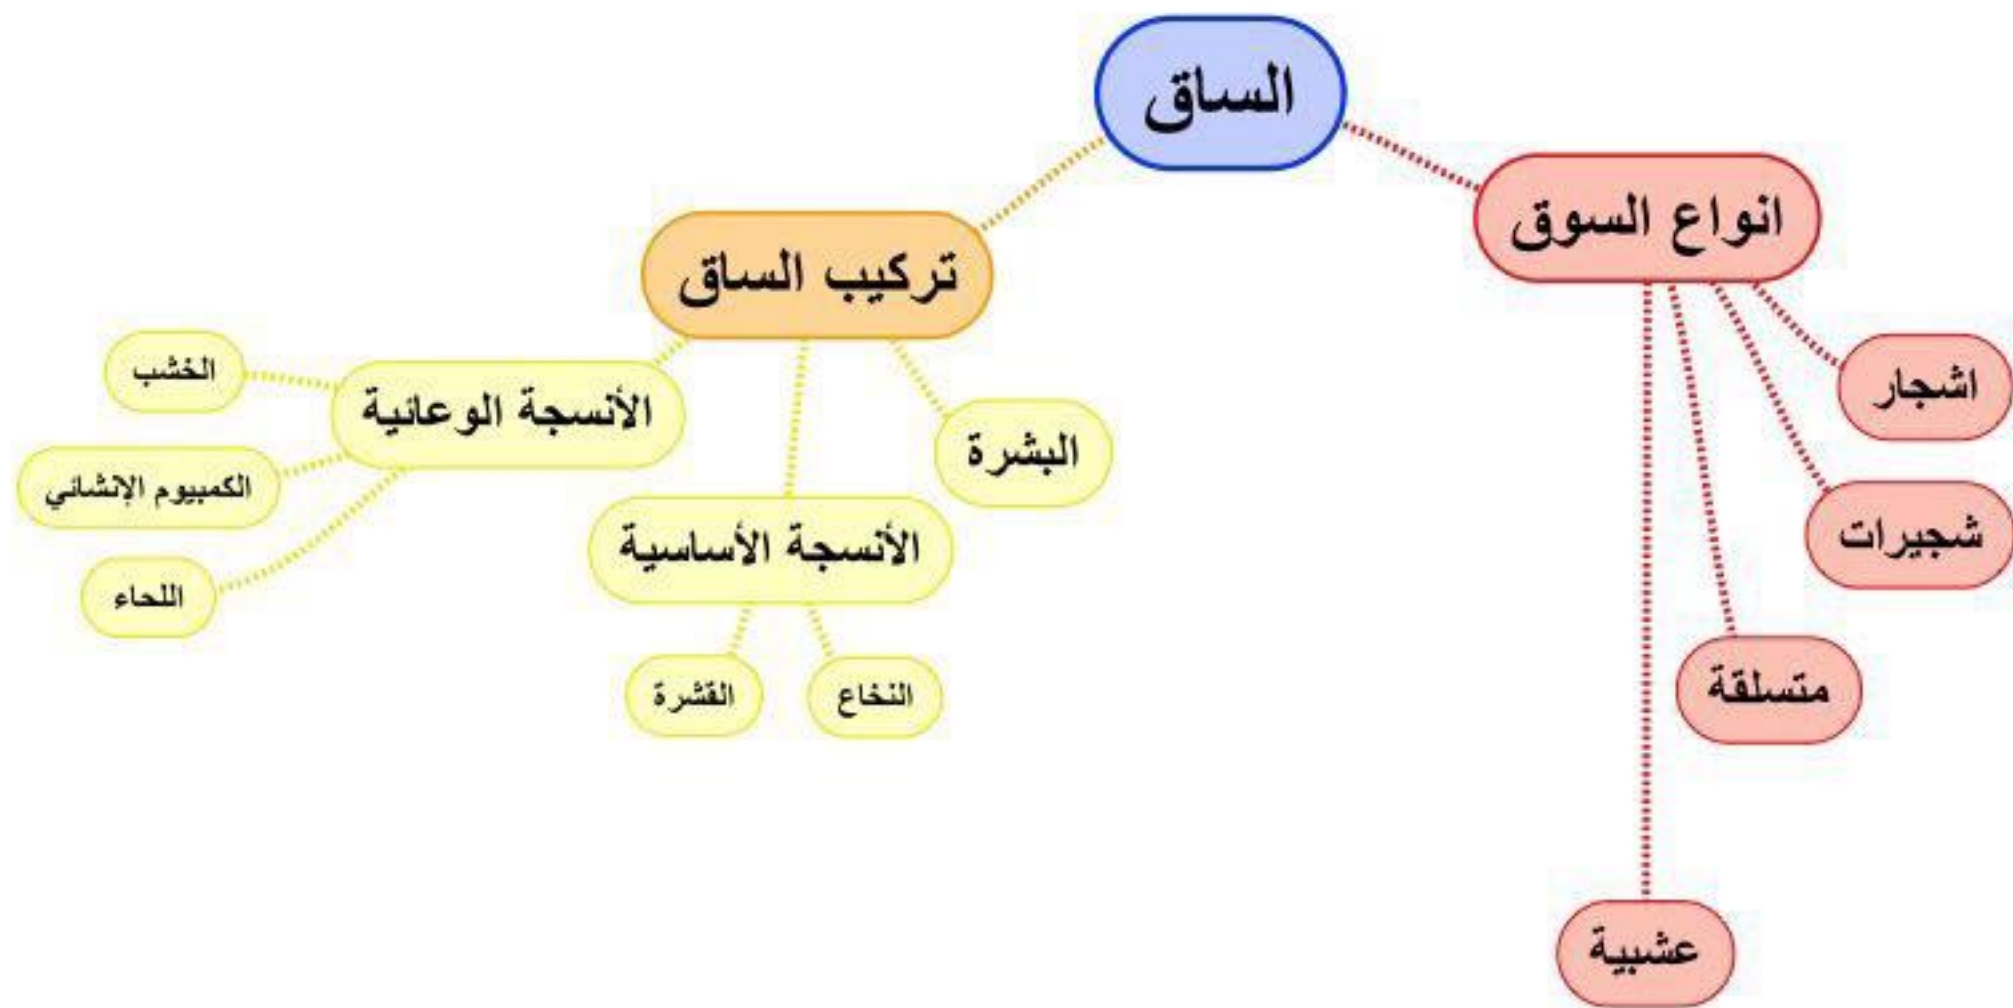 الساق
انواع السوق
اشجار
شجيرات
متسلقة
عشبية
تركيب الساق
البشرة
الأنسجة الأساسية
النخاع
القشرة
الأنسجة الوعائية
الخشب
الكمبيوم الإنشائي
اللحاء